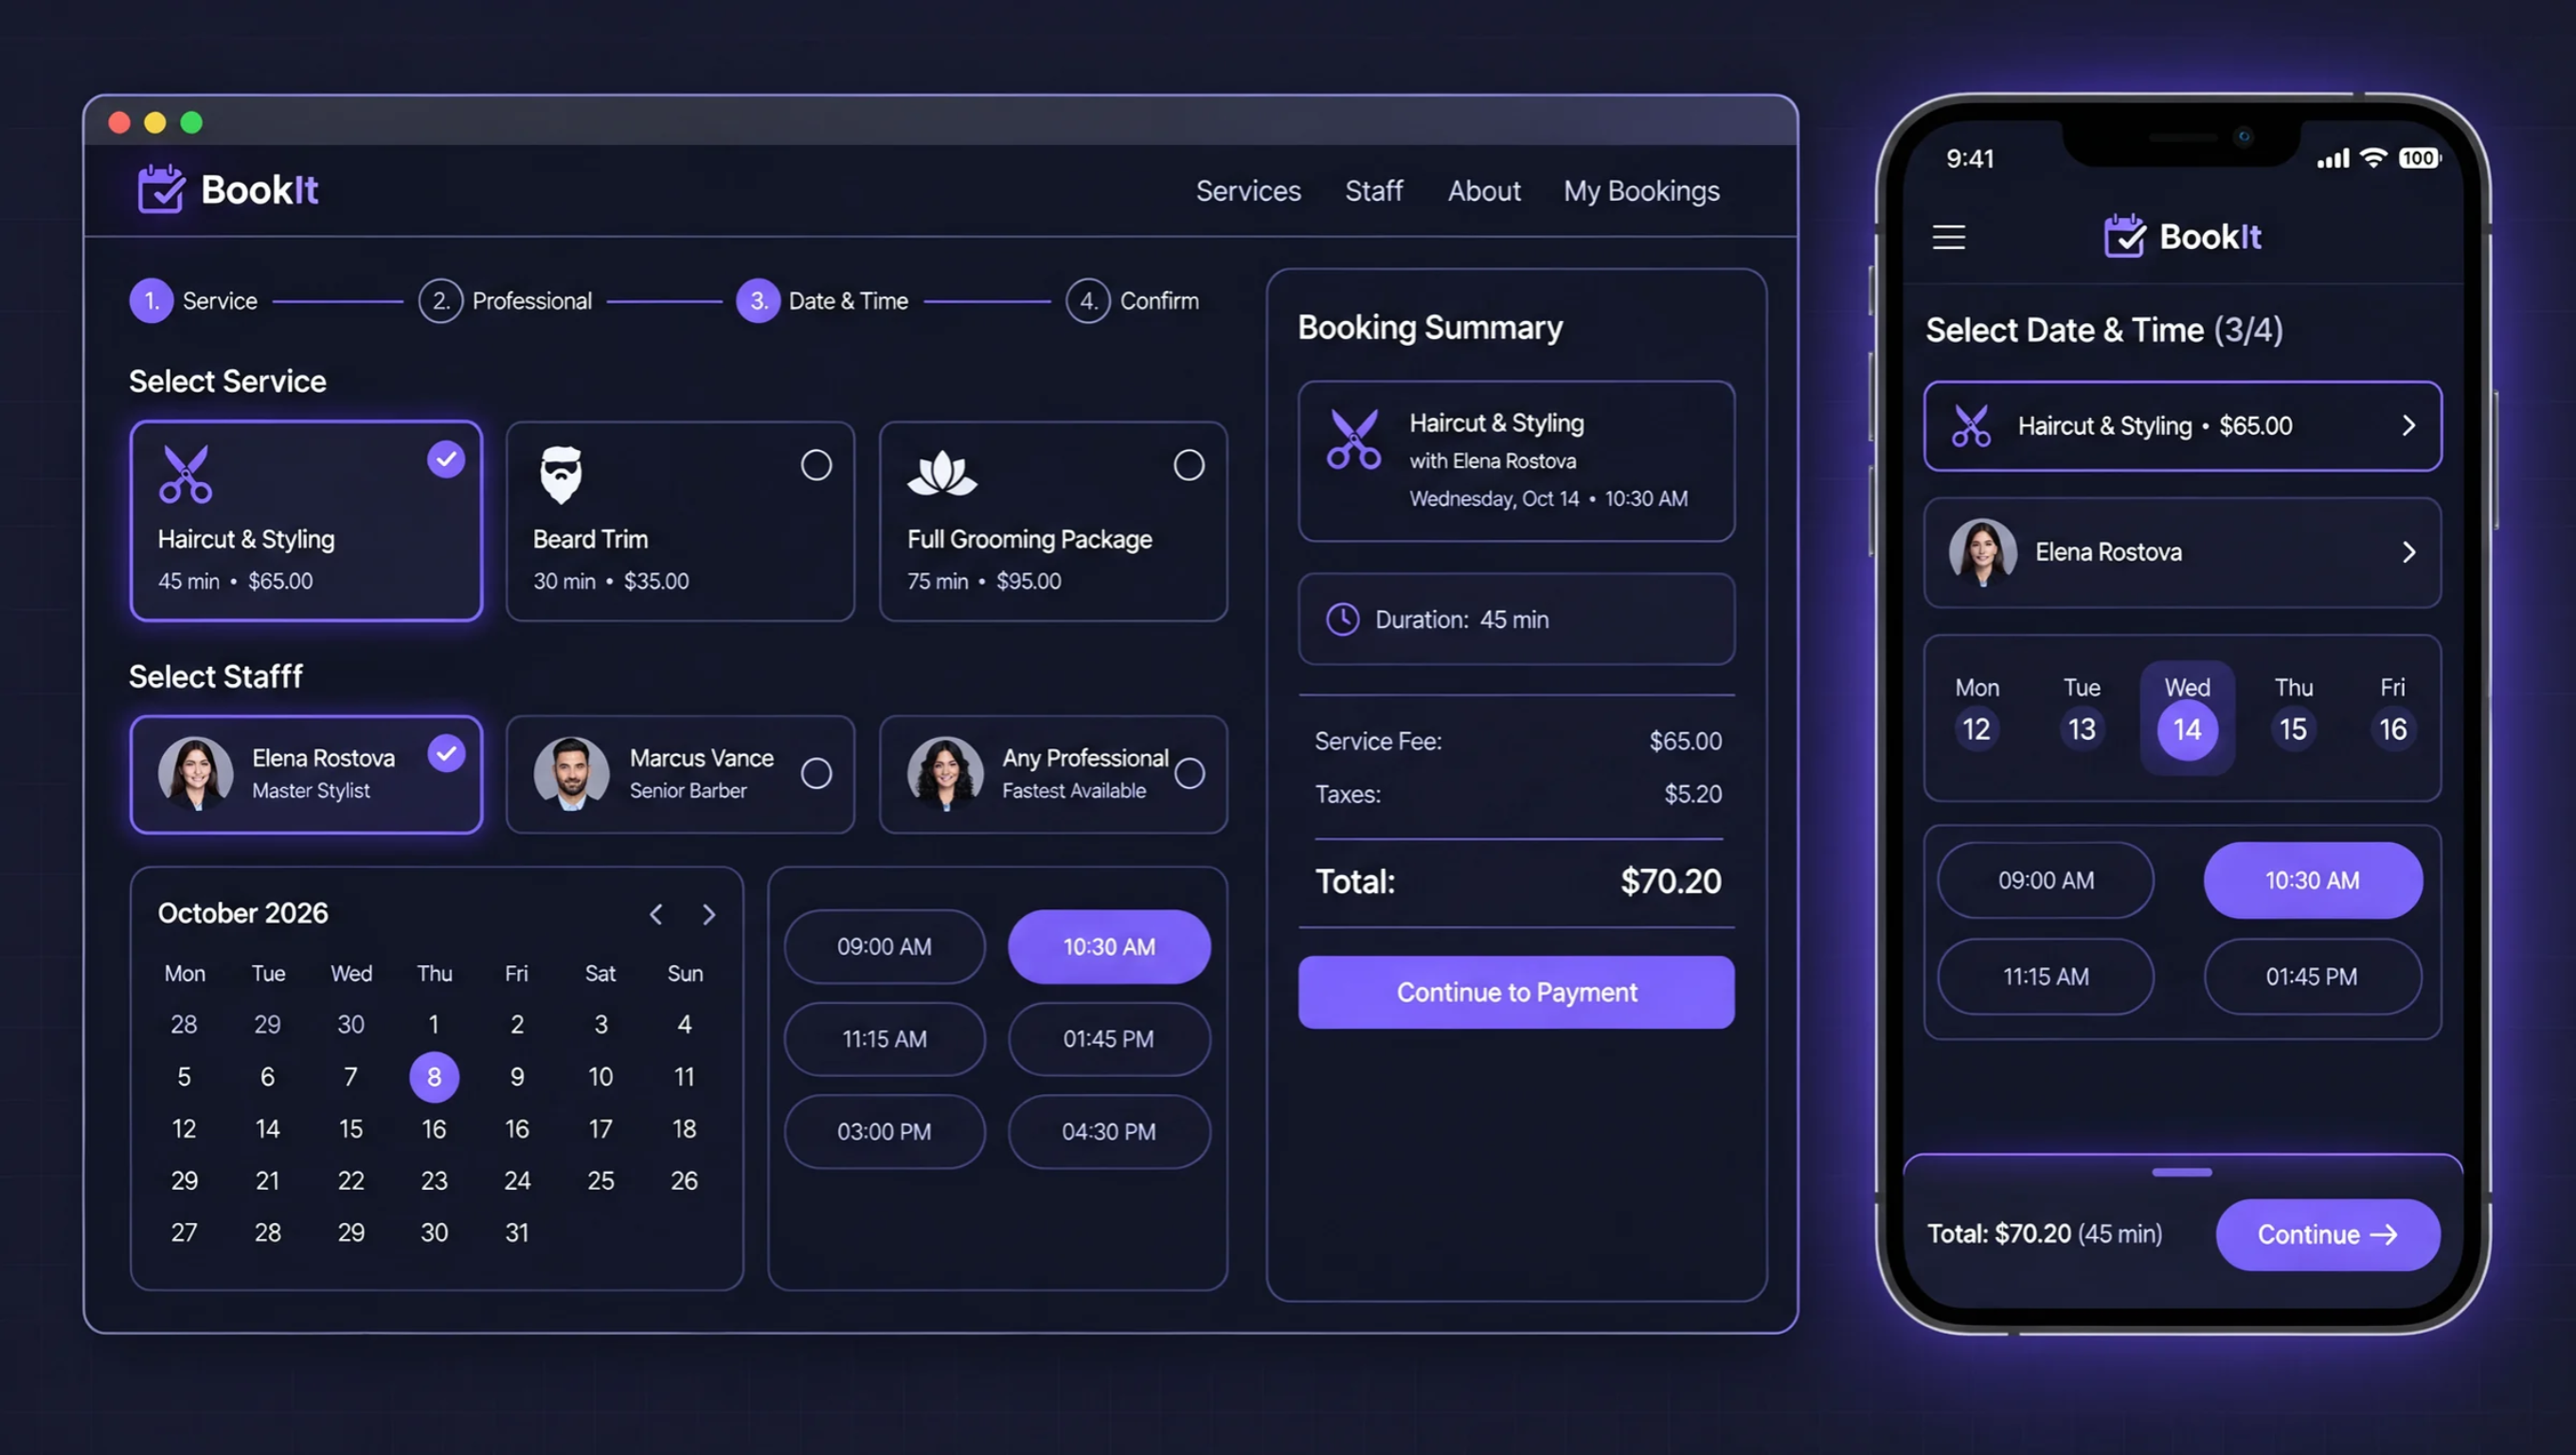 BookIt
Services Staff About My Bookings
1. Service 2. Professional 3. Date & Time 4. Confirm
Select Service
Haircut & Styling
45 min • $65.00
Beard Trim
30 min • $35.00
Full Grooming Package
75 min • $95.00
Select Stafff
Elena Rostova
Master Stylist
Marcus Vance
Senior Barber
Any Professional
Fastest Available
October 2026
Mon Tue Wed Thu Fri Sat Sun
28 29 30 1 2 3 4
5 6 7 8 9 10 11
12 14 15 16 16 17 18
29 21 22 23 24 25 26
27 28 29 30 31
09:00 AM 10:30 AM
11:15 AM 01:45 PM
03:00 PM 04:30 PM
Booking Summary
Haircut & Styling
with Elena Rostova
Wednesday, Oct 14 • 10:30 AM
Duration: 45 min
Service Fee: $65.00
Taxes: $5.20
Total: $70.20
Continue to Payment
9:41 100
BookIt
Select Date & Time (3/4)
Haircut & Styling • $65.00
Elena Rostova
Mon Tue Wed Thu Fri
12 13 14 15 16
09:00 AM 10:30 AM
11:15 AM 01:45 PM
Total: $70.20 (45 min) Continue →